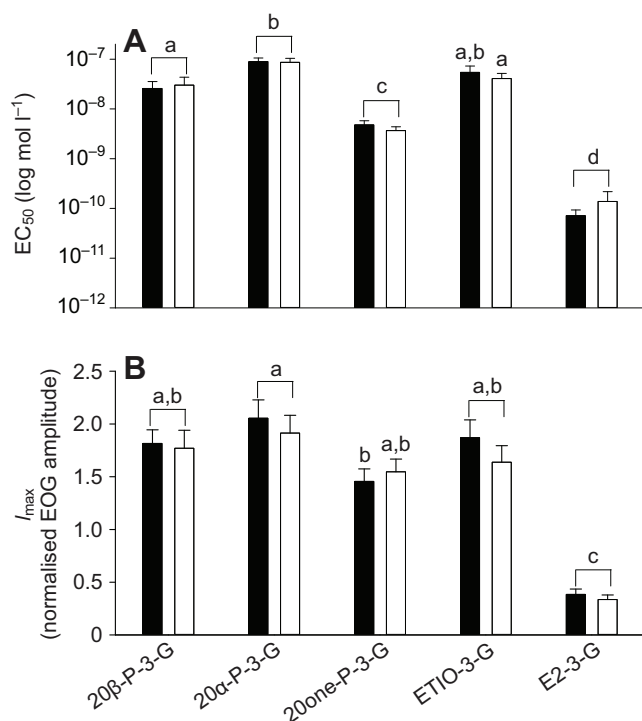 A
EC₅₀ (log mol l⁻¹)
10⁻⁷
10⁻⁸
10⁻⁹
10⁻¹⁰
10⁻¹¹
10⁻¹²
a
b
c
a,b
a
d
B
Iₘₐₓ
(normalised EOG amplitude)
2.5
2.0
1.5
1.0
0.5
0
a,b
a
b
a,b
a,b
c
20β-P-3-G
20α-P-3-G
20one-P-3-G
ETIO-3-G
E2-3-G